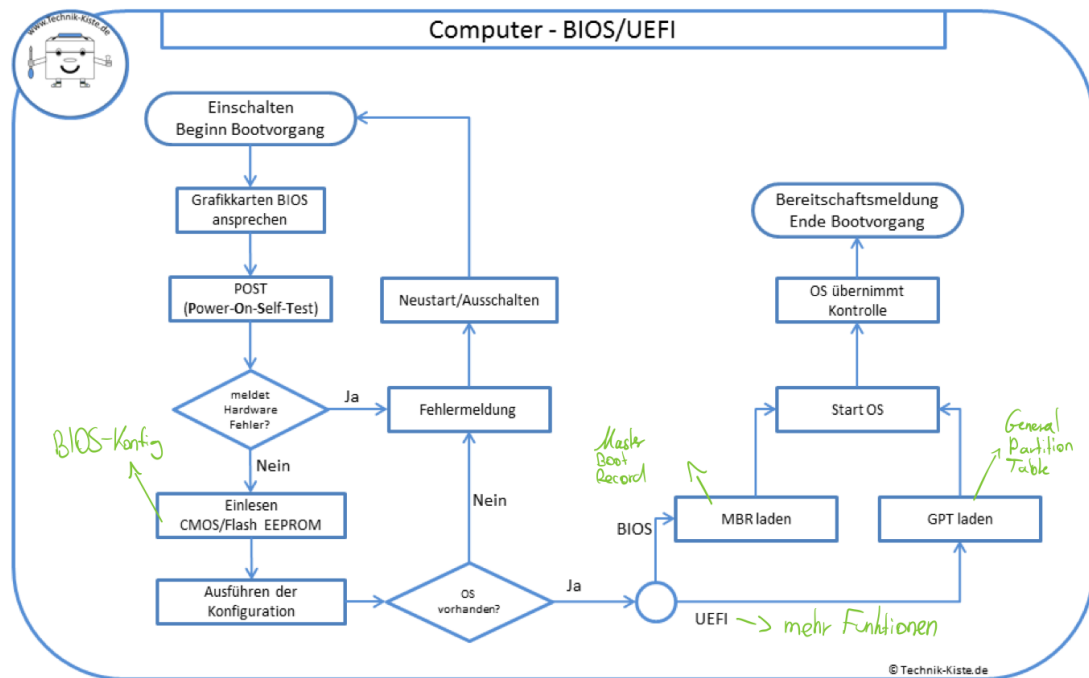 www.Technik-Kiste.de
Computer - BIOS/UEFI
Einschalten
Beginn Bootvorgang
Grafikkarten BIOS
ansprechen
POST
(Power-On-Self-Test)
meldet
Hardware
Fehler?
Ja
Nein
BIOS-Konfig
Einlesen
CMOS/Flash EEPROM
Ausführen der
Konfiguration
Neustart/Ausschalten
Fehlermeldung
Nein
OS
vorhanden?
Ja
BIOS
UEFI
mehr Funktionen
Master
Boot
Record
MBR laden
General
Partition
Table
GPT laden
Start OS
OS übernimmt
Kontrolle
Bereitschaftsmeldung
Ende Bootvorgang
© Technik-Kiste.de